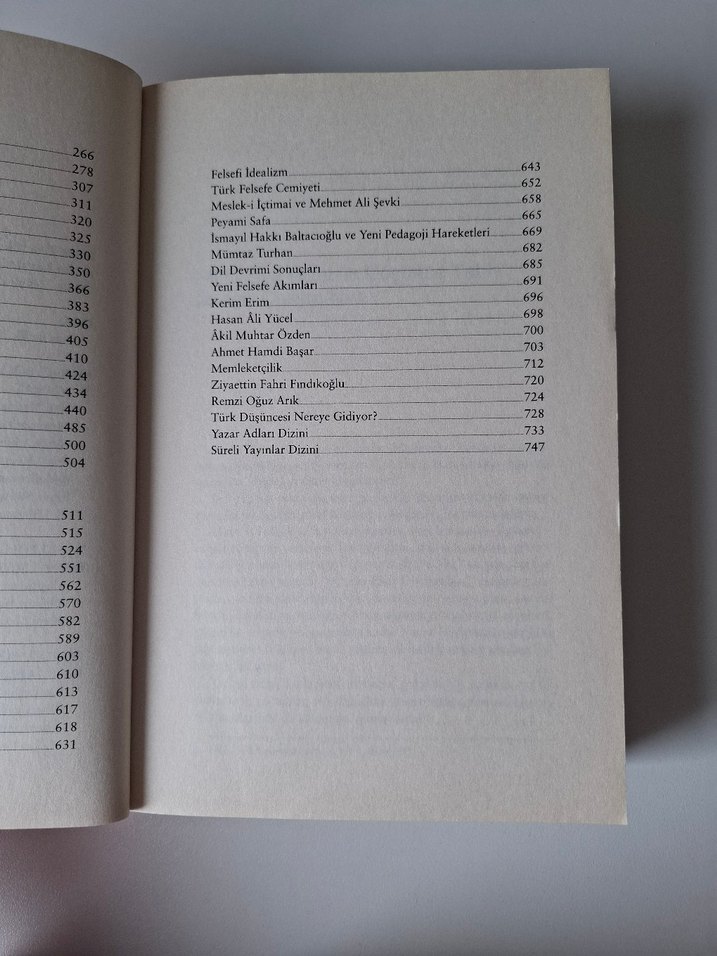 266
278
307
311
320
325
330
350
366
383
396
405
410
424
434
440
485
500
504
511
515
524
551
562
570
582
589
603
610
613
617
618
631
Felsefi İdealizm 643
Türk Felsefe Cemiyeti 652
Meslek-i İçtimai ve Mehmet Ali Şevki 658
Peyami Safa 665
İsmayıl Hakkı Baltacıoğlu ve Yeni Pedagoji Hareketleri 669
Mümtaz Turhan 682
Dil Devrimi Sonuçları 685
Yeni Felsefe Akımları 691
Kerim Erim 696
Hasan Âli Yücel 698
Âkil Muhtar Özden 700
Ahmet Hamdi Başar 703
Memleketçilik 712
Ziyaettin Fahri Fındıkoğlu 720
Remzi Oğuz Arık 724
Türk Düşüncesi Nereye Gidiyor? 728
Yazar Adları Dizini 733
Süreli Yayınlar Dizini 747